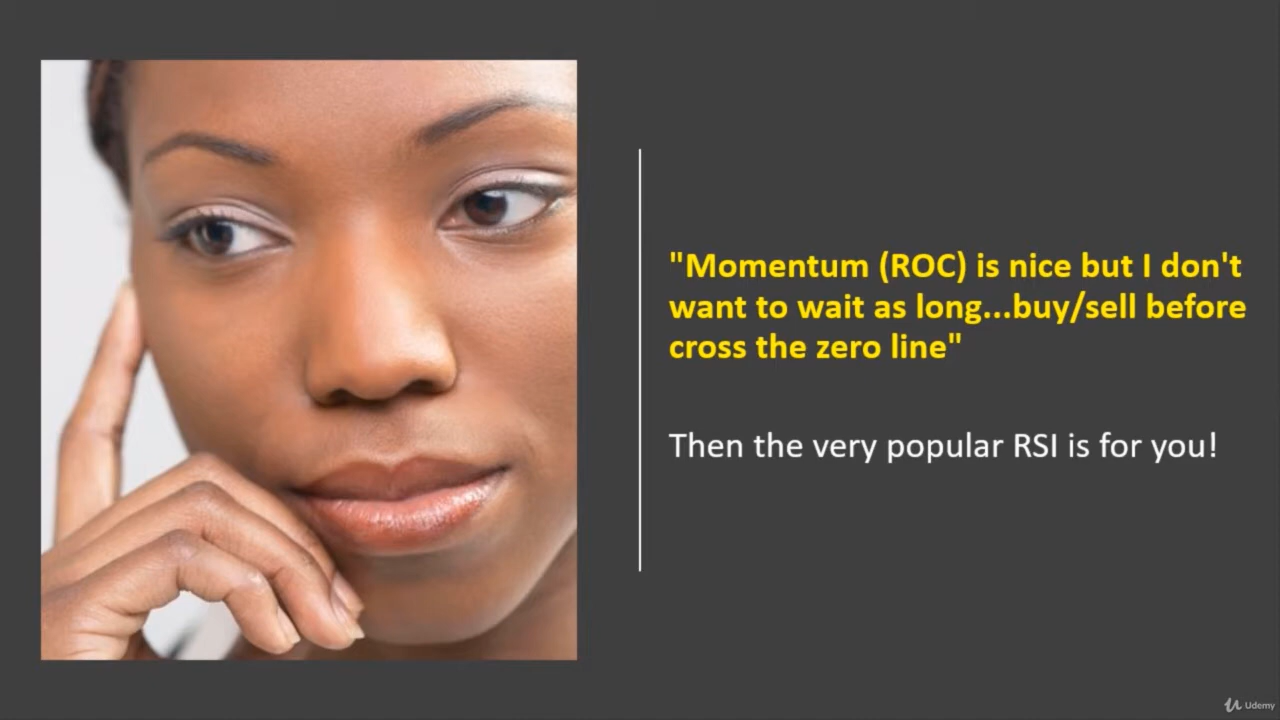 "Momentum (ROC) is nice but I don't
want to wait as long...buy/sell before
cross the zero line"
Then the very popular RSI is for you!
Udemy